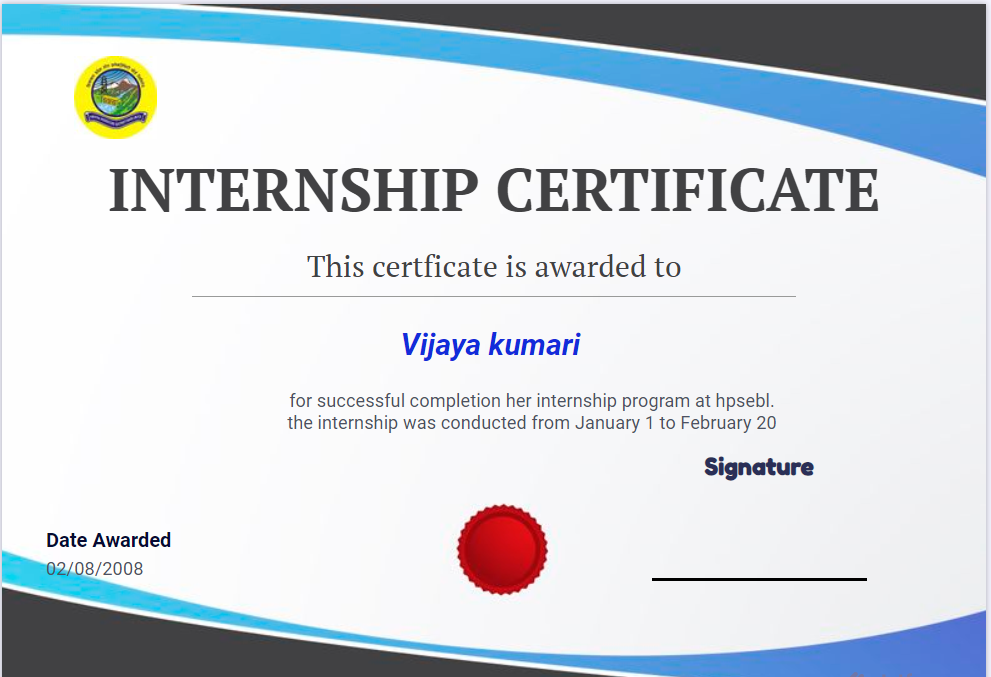 INTERNSHIP CERTIFICATE
This certficate is awarded to
Vijaya kumari
for successful completion her internship program at hpsebl.
the internship was conducted from January 1 to February 20
Signature
Date Awarded
02/08/2008